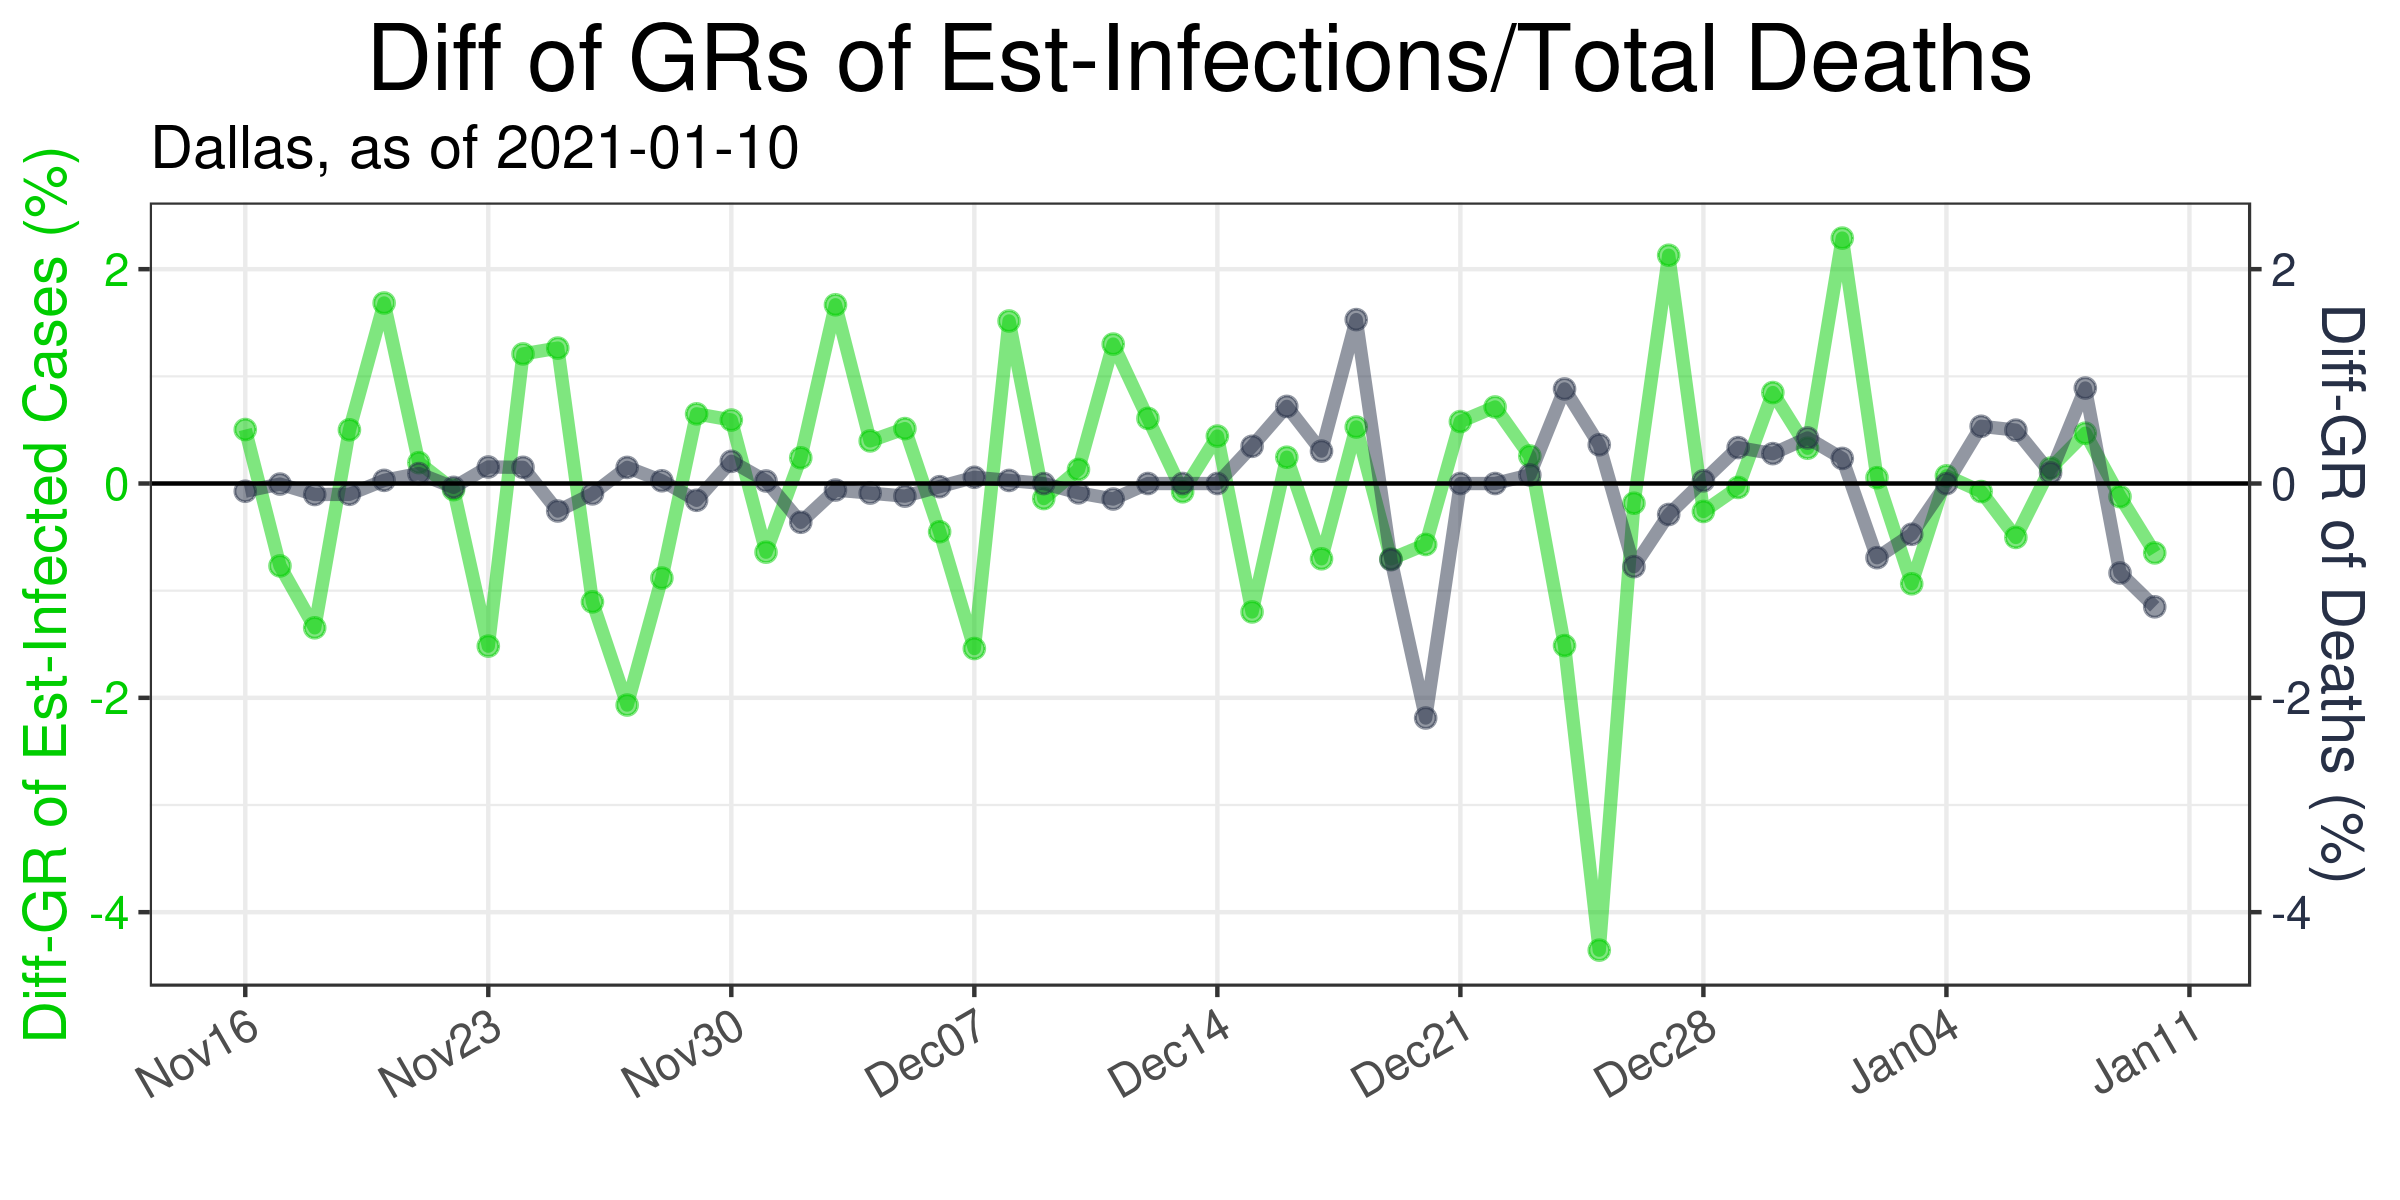 Diff of GRs of Est-Infections/Total Deaths
Dallas, as of 2021-01-10
Diff-GR of Est-Infected Cases (%)
2
0
-2
-4
2
0
-2
-4
Diff-GR of Deaths (%)
Nov16
Nov23
Nov30
Dec07
Dec14
Dec21
Dec28
Jan04
Jan11